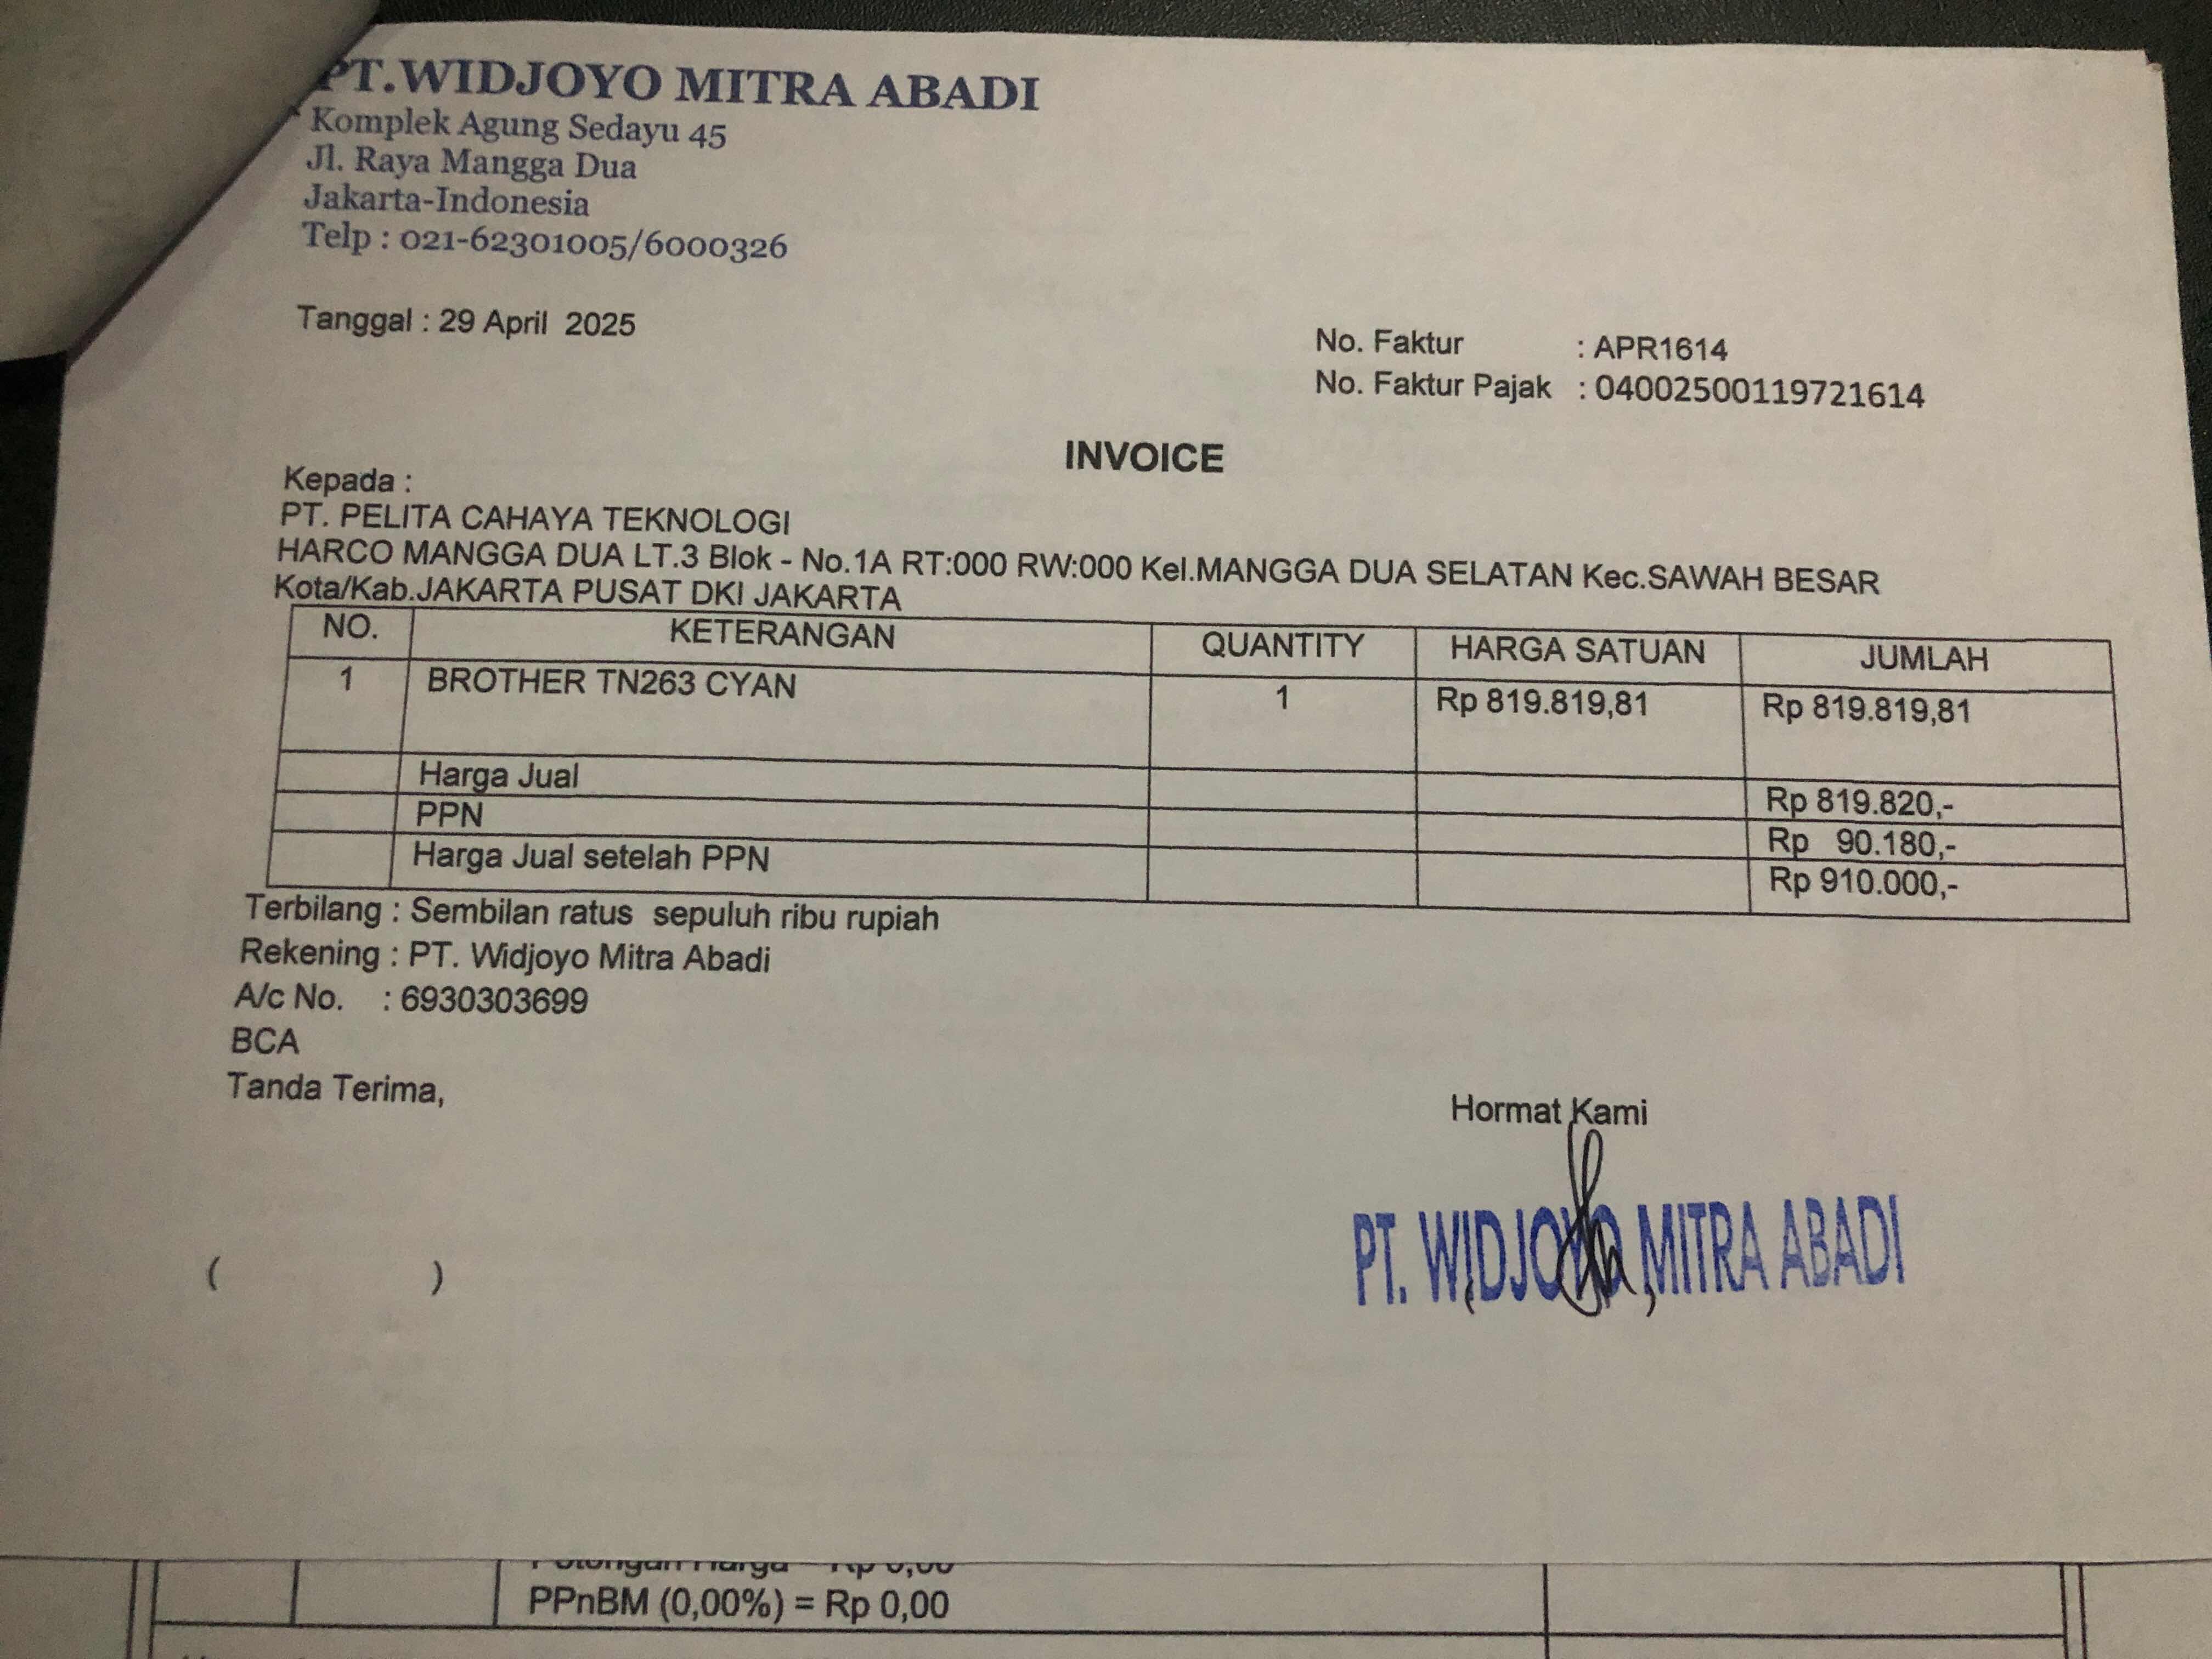 PT.WIDJOYO MITRA ABADI
Komplek Agung Sedayu 45
Jl. Raya Mangga Dua
Jakarta-Indonesia
Telp : 021-62301005/6000326
Tanggal : 29 April 2025
No. Faktur : APR1614
No. Faktur Pajak : 04002500119721614
INVOICE
Kepada :
PT. PELITA CAHAYA TEKNOLOGI
HARCO MANGGA DUA LT.3 Blok - No.1A RT:000 RW:000 Kel.MANGGA DUA SELATAN Kec.SAWAH BESAR
Kota/Kab.JAKARTA PUSAT DKI JAKARTA
NO. KETERANGAN QUANTITY HARGA SATUAN JUMLAH
1 BROTHER TN263 CYAN 1 Rp 819.819,81 Rp 819.819,81
Harga Jual Rp 819.820,-
PPN Rp 90.180,-
Harga Jual setelah PPN Rp 910.000,-
Terbilang : Sembilan ratus sepuluh ribu rupiah
Rekening : PT. Widjoyo Mitra Abadi
A/c No. : 6930303699
BCA
Tanda Terima,
Hormat Kami
PT. WIDJOYO MITRA ABADI
( )
Potongan Harga = Rp 0,00
PPnBM (0,00%) = Rp 0,00